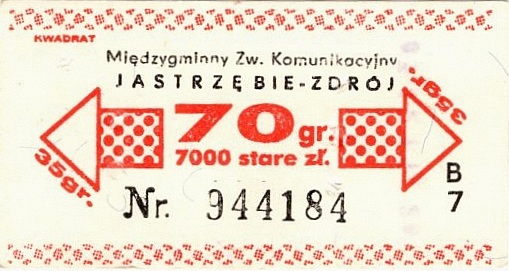 KWADRAT
Międzygminny Zw. Komunikacyjny
JASTRZĘBIE-ZDRÓJ
35gr.
70 gr.
7000 stare zł.
35gr.
B
7
Nr. 944184